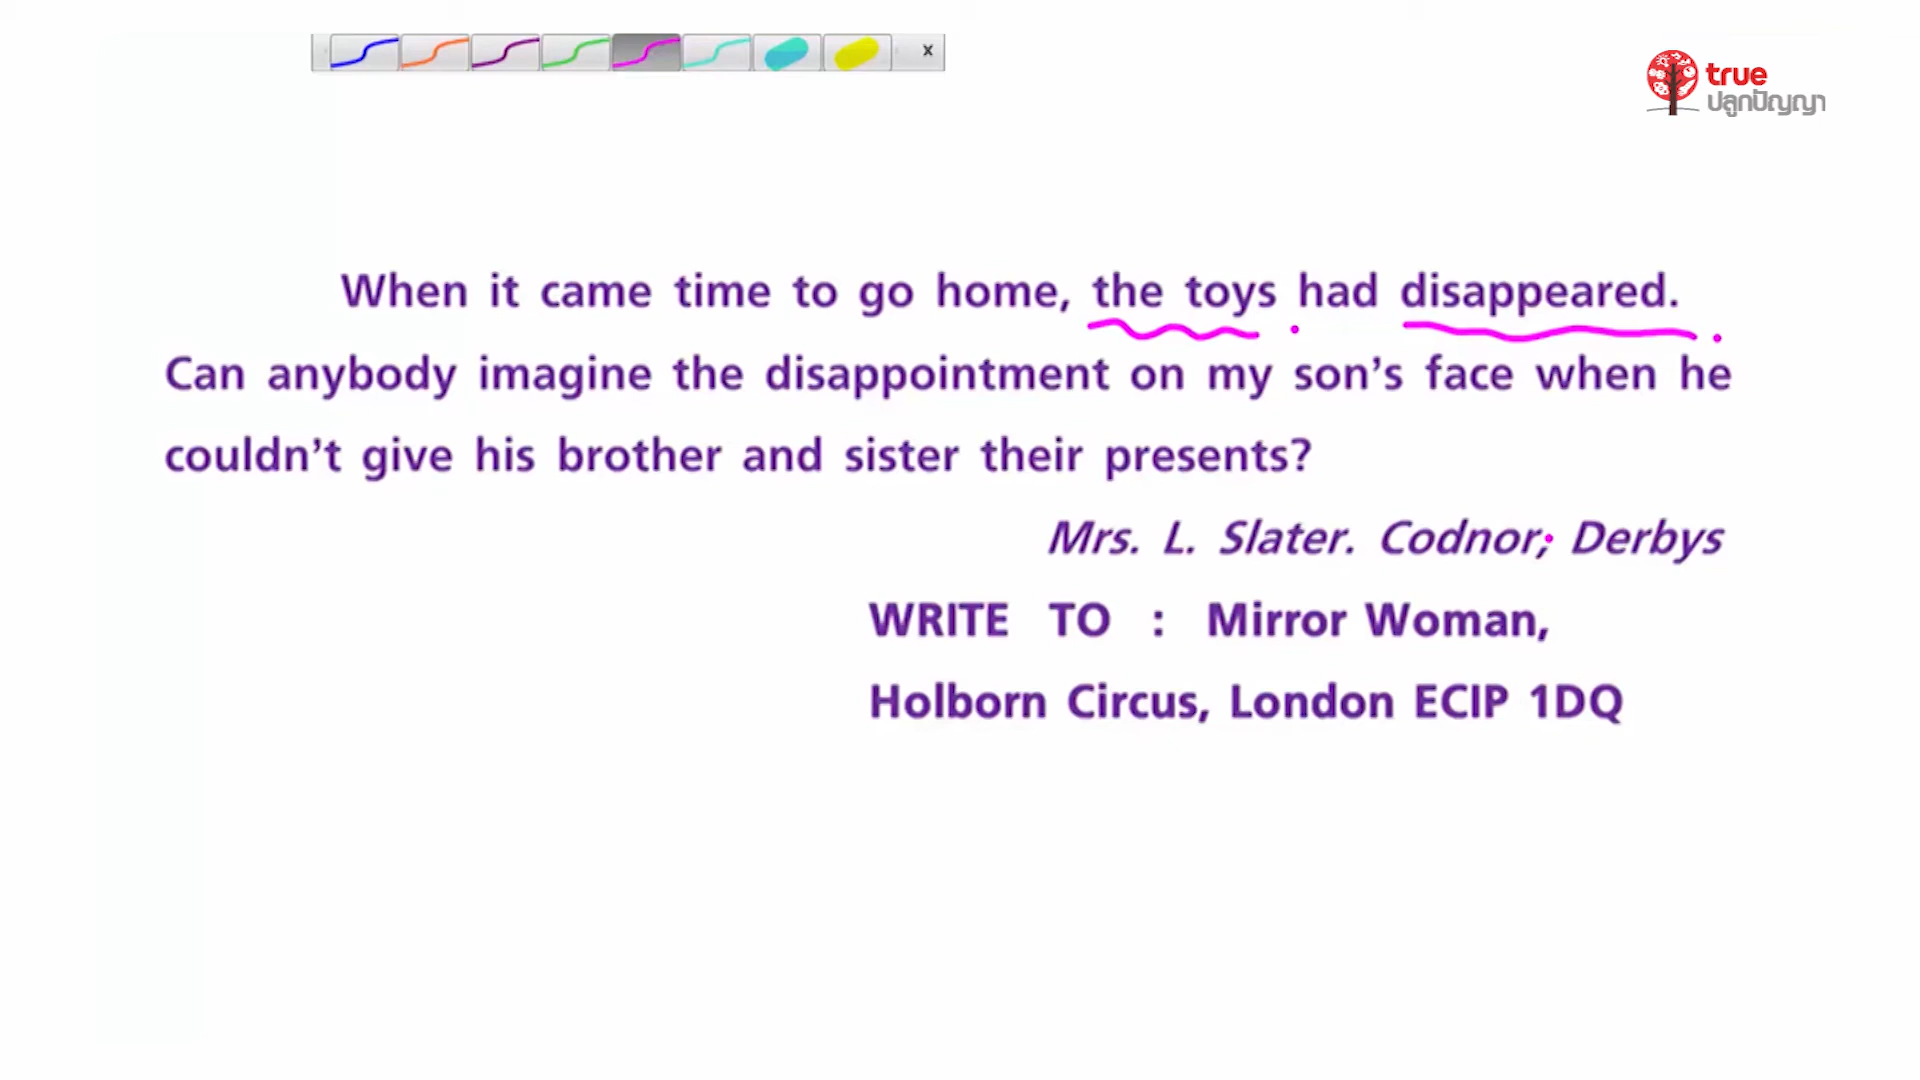 x
true
ปลูกปัญญา
When it came time to go home, the toys had disappeared.
Can anybody imagine the disappointment on my son's face when he
couldn't give his brother and sister their presents?
Mrs. L. Slater. Codnor, Derbys
WRITE TO : Mirror Woman,
Holborn Circus, London ECIP 1DQ